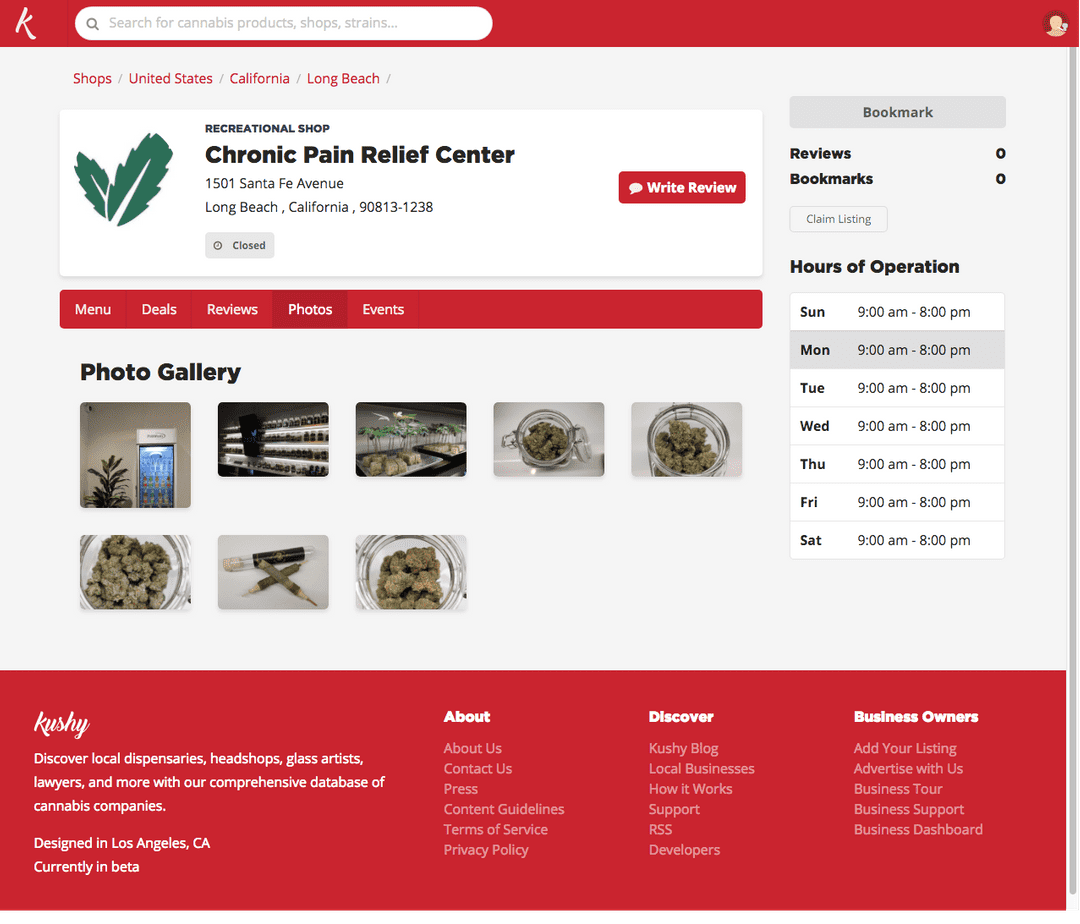 k
Search for cannabis products, shops, strains...
Shops / United States / California / Long Beach /
RECREATIONAL SHOP
Chronic Pain Relief Center
1501 Santa Fe Avenue
Long Beach , California , 90813-1238
Closed
Write Review
Bookmark
Reviews 0
Bookmarks 0
Claim Listing
Hours of Operation
Sun 9:00 am - 8:00 pm
Mon 9:00 am - 8:00 pm
Tue 9:00 am - 8:00 pm
Wed 9:00 am - 8:00 pm
Thu 9:00 am - 8:00 pm
Fri 9:00 am - 8:00 pm
Sat 9:00 am - 8:00 pm
Menu Deals Reviews Photos Events
Photo Gallery
kushy
Discover local dispensaries, headshops, glass artists,
lawyers, and more with our comprehensive database of
cannabis companies.
Designed in Los Angeles, CA
Currently in beta
About
About Us
Contact Us
Press
Content Guidelines
Terms of Service
Privacy Policy
Discover
Kushy Blog
Local Businesses
How it Works
Support
RSS
Developers
Business Owners
Add Your Listing
Advertise with Us
Business Tour
Business Support
Business Dashboard